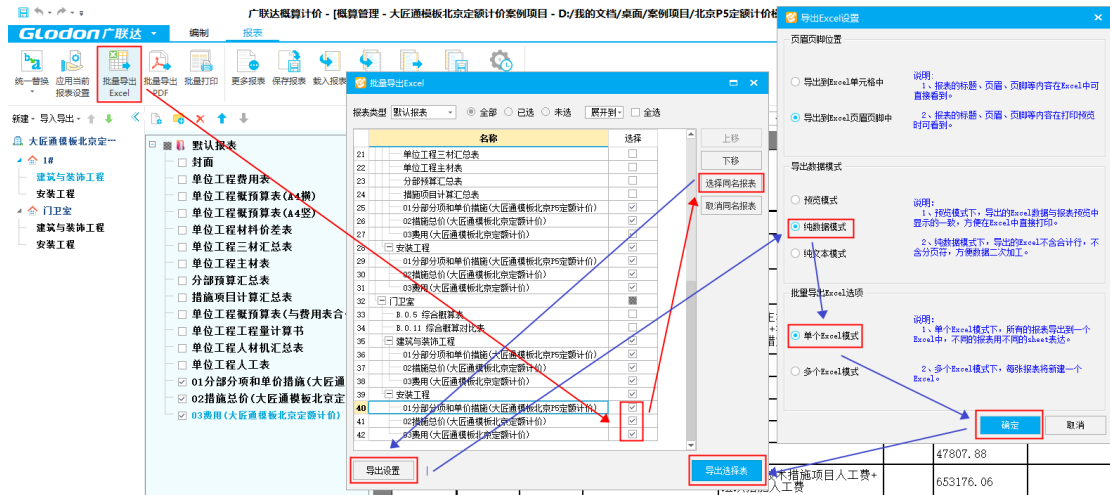 广联达概算计价 - [概算管理 - 大匠通模板北京定额计价案例项目 - D:/我的文档/桌面/案例项目/北京P5定额计价模
GLodon广联达
编制
报表
统一替换
应用当前
报表设置
批量导出
Excel
批量导出
PDF
批量打印
更多报表
保存报表
载入报表
新建
导入导出
大匠通模板北京定…
1#
建筑与装饰工程
安装工程
门卫室
建筑与装饰工程
安装工程
默认报表
封面
单位工程费用表
单位工程概预算表(A4横)
单位工程概预算表(A4竖)
单位工程材料价差表
单位工程三材汇总表
单位工程主材表
分部预算汇总表
措施项目计算汇总表
单位工程概预算表(与费用表合
单位工程工程量计算书
单位工程人材机汇总表
单位工程人工表
01分部分项和单价措施(大匠通
02措施总价(大匠通模板北京定
03费用(大匠通模板北京定额计价)
批量导出Excel
报表类型 默认报表 全部 已选 未选 展开到 全选
名称 选择
21 单位工程三材汇总表
22 单位工程主材表
23 分部预算汇总表
24 措施项目计算汇总表
25 01分部分项和单价措施(大匠通模板北京P5定额计价)
26 02措施总价(大匠通模板北京定额计价)
27 03费用(大匠通模板北京定额计价)
28 安装工程
29 01分部分项和单价措施(大匠通模板北京P5定额计价)
30 02措施总价(大匠通模板北京定额计价)
31 03费用(大匠通模板北京定额计价)
32 门卫室
33 B.0.5 综合概算表
34 B.0.11 综合概算对比表
35 建筑与装饰工程
36 01分部分项和单价措施(大匠通模板北京P5定额计价)
37 02措施总价(大匠通模板北京定额计价)
38 03费用(大匠通模板北京定额计价)
39 安装工程
40 01分部分项和单价措施(大匠通模板北京P5定额计价)
41 02措施总价(大匠通模板北京定额计价)
42 03费用(大匠通模板北京定额计价)
上移
下移
选择同名报表
取消同名报表
导出设置
导出选择表
导出Excel设置
页眉页脚位置
导出到Excel单元格中
导出到Excel页眉页脚中
说明:
1、报表的标题、页眉、页脚等内容在Excel中可
直接看到。
2、报表的标题、页眉、页脚等内容在打印预览
时可看到。
导出数据模式
预览模式
纯数据模式
纯文本模式
说明:
1、预览模式下，导出的Excel数据与报表预览中
显示的一致，方便在Excel中直接打印。
2、纯数据模式下，导出的Excel不含合计行，不
含分页符，方便数据二次加工。
批量导出Excel选项
单个Excel模式
多个Excel模式
说明:
1、单个Excel模式下，所有的报表导出到一个
Excel中，不同的报表用不同的sheet表达。
2、多个Excel模式下，每张报表将新建一个
Excel。
确定
取消
47807.88
术措施项目人工费+
653176.06